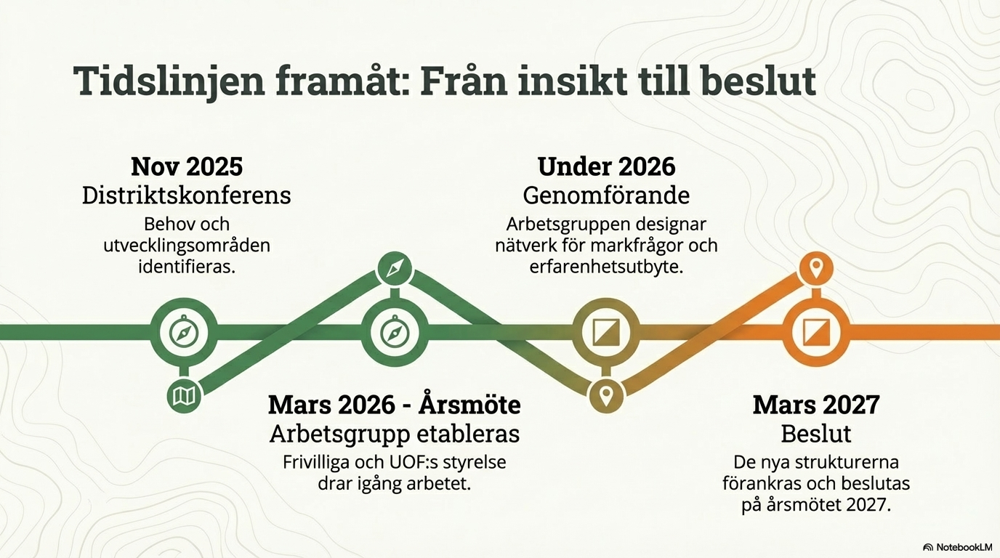 Tidslinjen framåt: Från insikt till beslut
Nov 2025
Distriktskonferens
Behov och
utvecklingsområden
identifieras.
Mars 2026 - Årsmöte
Arbetsgrupp etableras
Frivilliga och UOF:s styrelse
drar igång arbetet.
Under 2026
Genomförande
Arbetsgruppen designar
nätverk för markfrågor och
erfarenhetsutbyte.
Mars 2027
Beslut
De nya strukturerna
förankras och beslutas
på årsmötet 2027.
NotebookLM